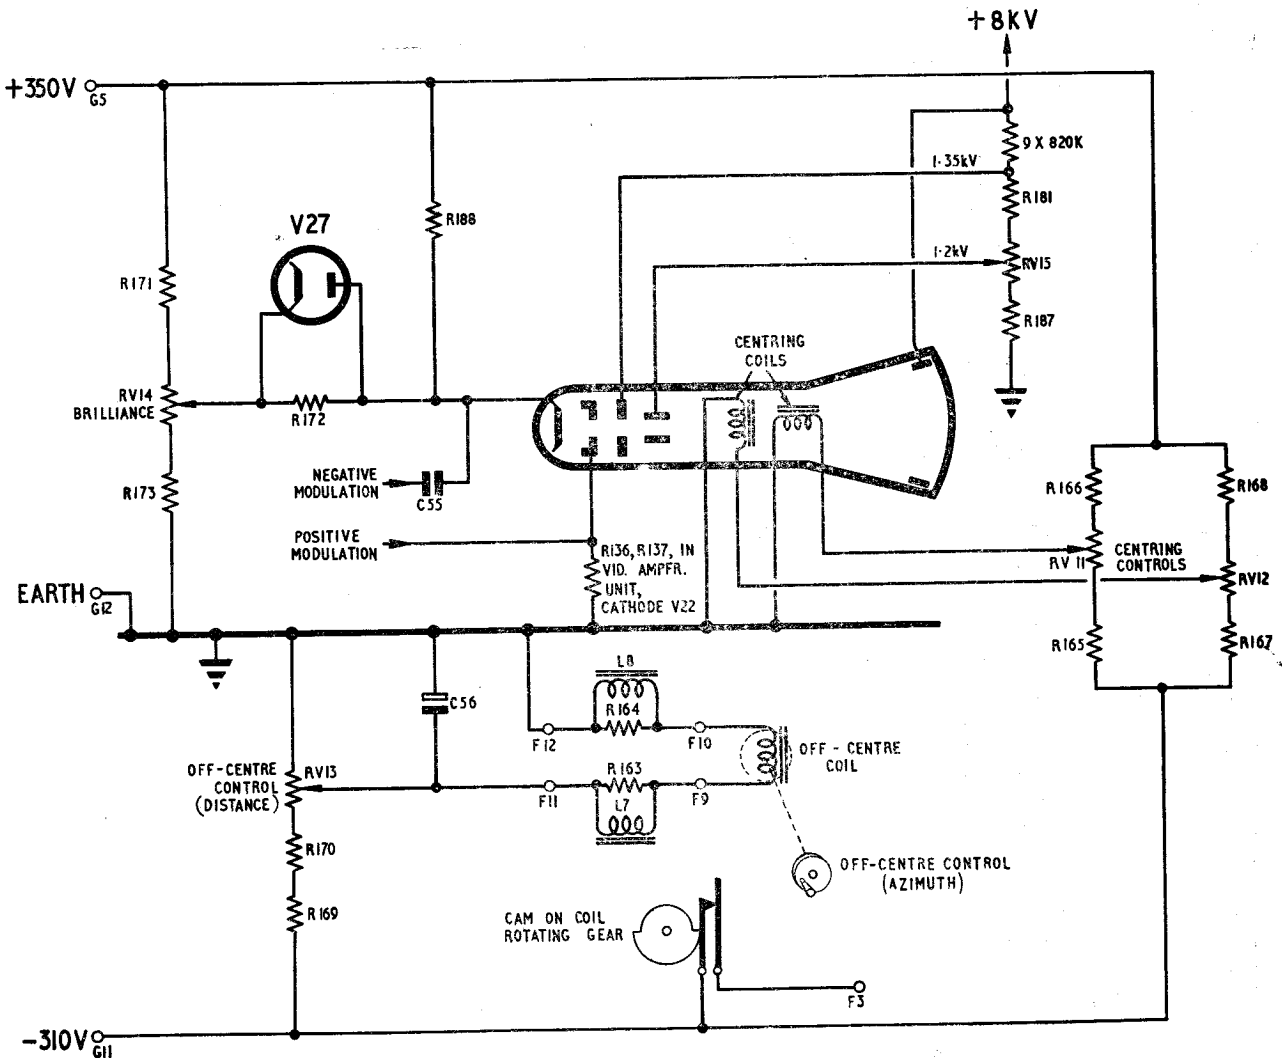 +8KV
+350V
G5
9 X 820K
1·35kV
R181
V27
R188
1·2kV
RV15
R171
R187
CENTRING
COILS
RV14
BRILLIANCE
R172
NEGATIVE
MODULATION
C55
R173
R166
R168
POSITIVE
MODULATION
R136, R137, IN
VID. AMPFR.
UNIT,
CATHODE V22
RV 11
CENTRING
CONTROLS
RV12
EARTH
G12
R165
R167
L8
R164
C56
F12
F10
OFF-CENTRE
COIL
OFF-CENTRE
CONTROL
(DISTANCE)
RV13
R163
F11
F9
L7
R170
OFF-CENTRE CONTROL
(AZIMUTH)
R169
CAM ON COIL
ROTATING GEAR
F3
-310V
G11